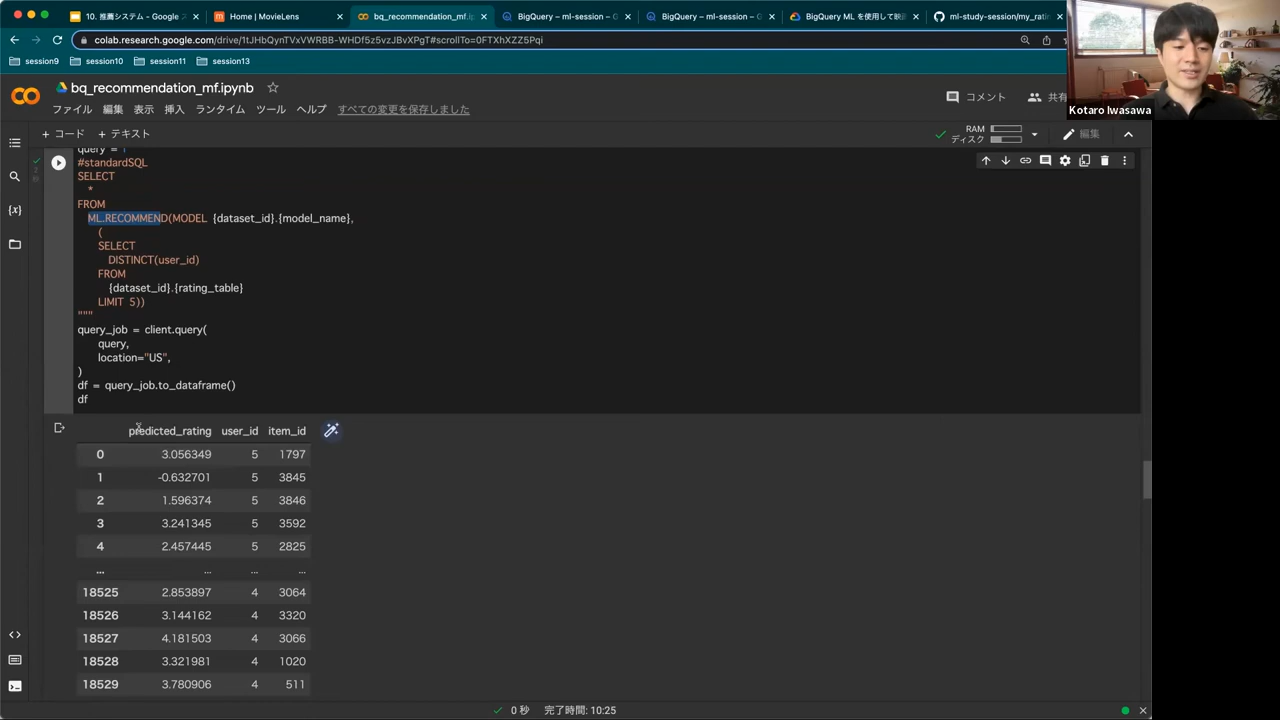 10. 推薦システム - Google ス
Home | MovieLens
bq_recommendation_mf.ipynb
BigQuery – ml-session – G
BigQuery – ml-session – G
BigQuery ML を使用して映画
ml-study-session/my_ratin
colab.research.google.com/drive/1tJHbQynTVxVWRBB-WHDf5z5vzJBvXPgT#scrollTo=0FTXhXZZ5Pqi
session9
session10
session11
session13
Kotaro Iwasawa
bq_recommendation_mf.ipynb
ファイル 編集 表示 挿入 ランタイム ツール ヘルプ すべての変更を保存しました
コメント
共有
+ コード + テキスト
RAM
ディスク
編集
query = f
#standardSQL
SELECT
*
FROM
ML.RECOMMEND(MODEL {dataset_id}.{model_name},
(
SELECT
DISTINCT(user_id)
FROM
{dataset_id}.{rating_table}
LIMIT 5))
"""
query_job = client.query(
query,
location="US",
)
df = query_job.to_dataframe()
df
predicted_rating user_id item_id
0 3.056349 5 1797
1 -0.632701 5 3845
2 1.596374 5 3846
3 3.241345 5 3592
4 2.457445 5 2825
... ... ... ...
18525 2.853897 4 3064
18526 3.144162 4 3320
18527 4.181503 4 3066
18528 3.321981 4 1020
18529 3.780906 4 511
0 秒 完了時間: 10:25